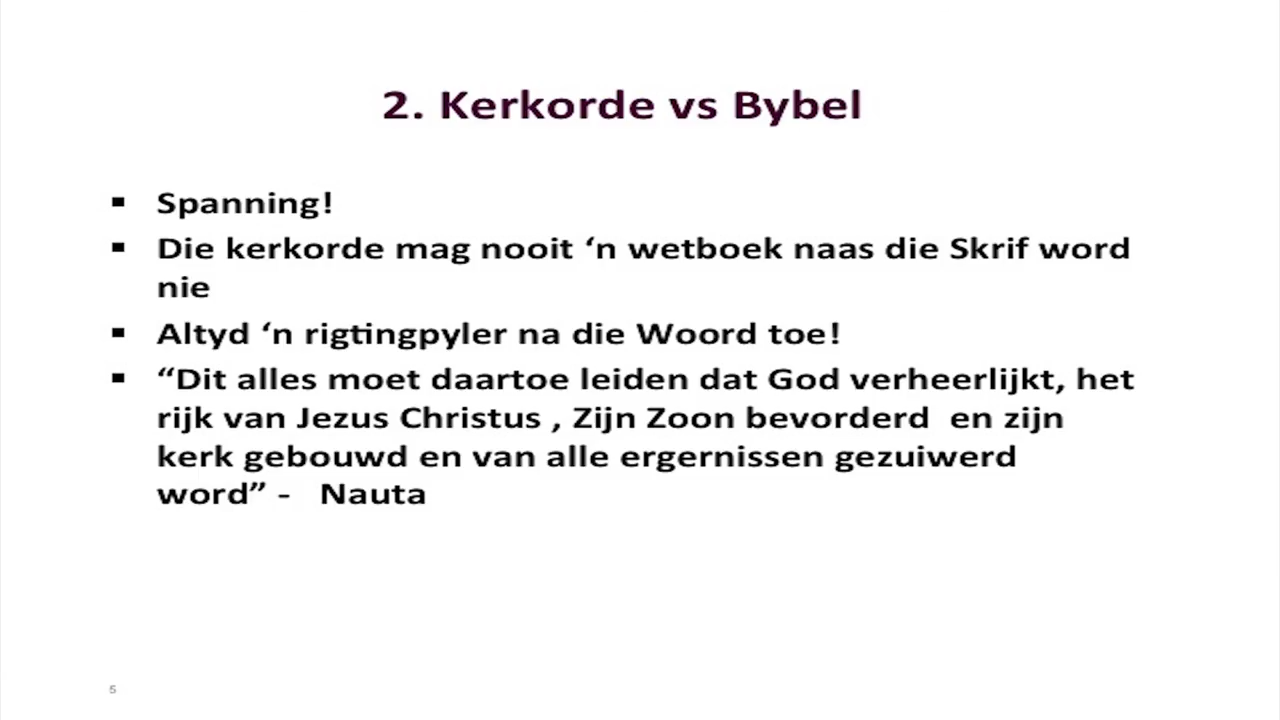 2. Kerkorde vs Bybel
▪ Spanning!
▪ Die kerkorde mag nooit ‘n wetboek naas die Skrif word
nie
▪ Altyd ‘n rigtingpyler na die Woord toe!
▪ “Dit alles moet daartoe leiden dat God verheerlijkt, het
rijk van Jezus Christus , Zijn Zoon bevorderd  en zijn
kerk gebouwd en van alle ergernissen gezuiwerd
word” -   Nauta
5